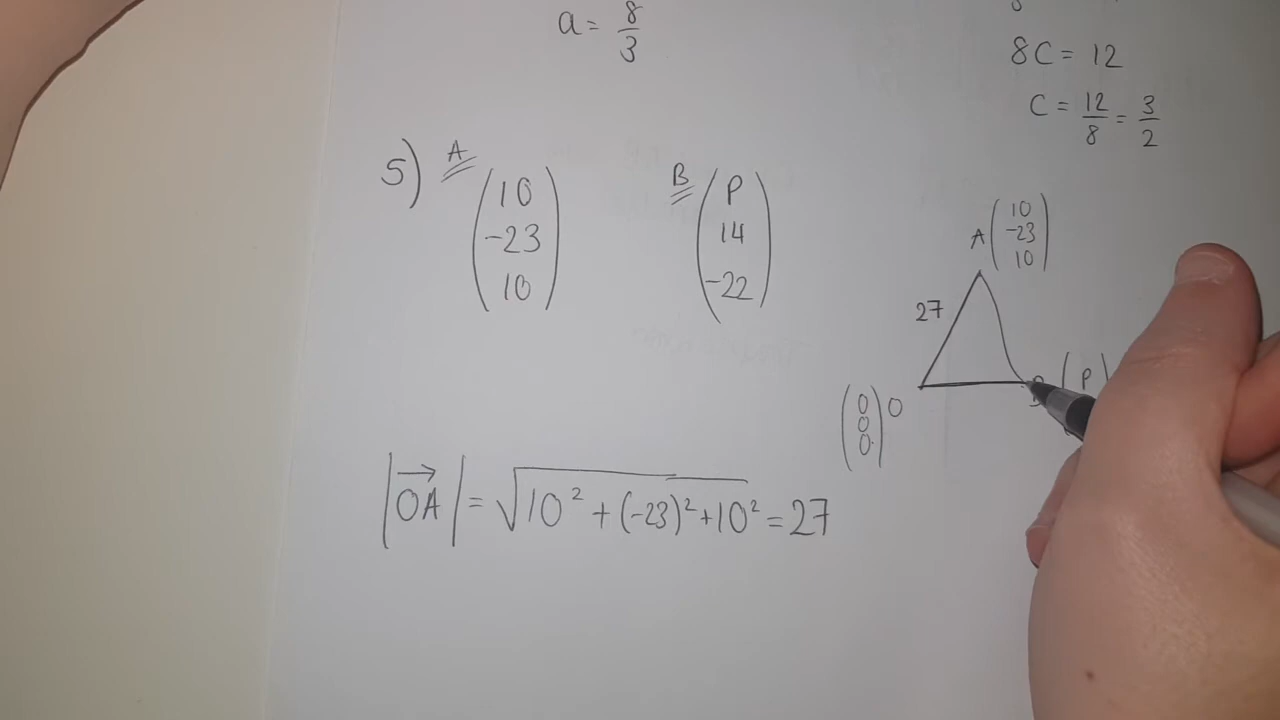 a = 8/3
8C = 12
C = 12/8 = 3/2
5) A (10 -23 10) B (P 14 -22)
A (10 -23 10)
27
(P)
(0 0 0) O
|OA| = √10² + (-23)² + 10² = 27